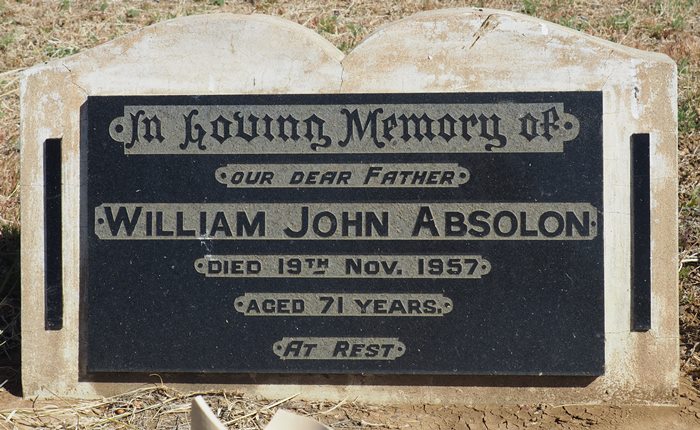 In Loving Memory of
OUR DEAR FATHER
WILLIAM JOHN ABSOLON
DIED 19TH NOV. 1957
AGED 71 YEARS.
AT REST